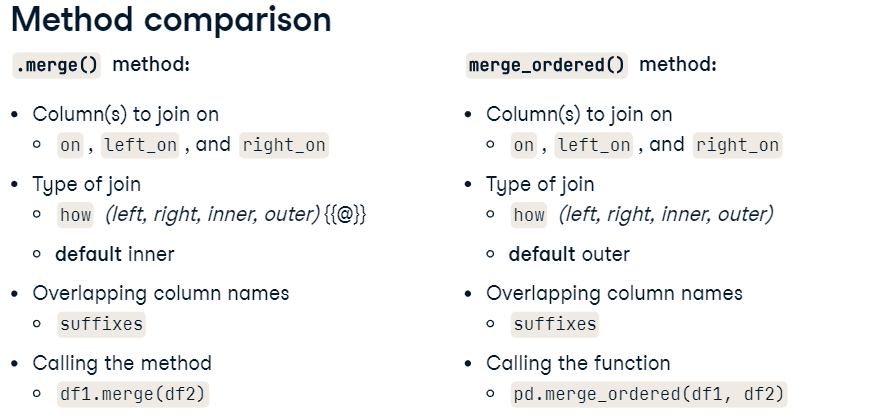 Method comparison
.merge() method:
• Column(s) to join on
∘ on , left_on , and right_on
• Type of join
∘ how (left, right, inner, outer) {{@}}
∘ default inner
• Overlapping column names
∘ suffixes
• Calling the method
∘ df1.merge(df2)
merge_ordered() method:
• Column(s) to join on
∘ on , left_on , and right_on
• Type of join
∘ how (left, right, inner, outer)
∘ default outer
• Overlapping column names
∘ suffixes
• Calling the function
∘ pd.merge_ordered(df1, df2)